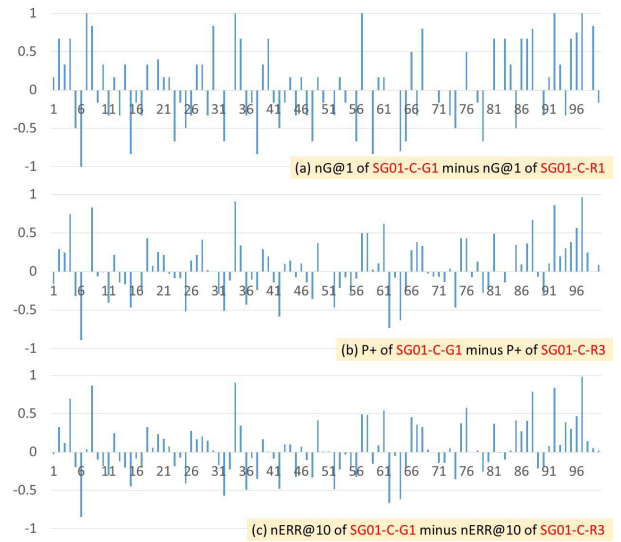 1
0.5
0
-0.5
-1
1 6 11 16 21 26 31 36 41 46 51 56 61 66 71 76 81 86 91 96
(a) nG@1 of SG01-C-G1 minus nG@1 of SG01-C-R1
1
0.5
0
-0.5
-1
1 6 11 16 21 26 31 36 41 46 51 56 61 66 71 76 81 86 91 96
(b) P+ of SG01-C-G1 minus P+ of SG01-C-R3
1
0.5
0
-0.5
-1
1 6 11 16 21 26 31 36 41 46 51 56 61 66 71 76 81 86 91 96
(c) nERR@10 of SG01-C-G1 minus nERR@10 of SG01-C-R3